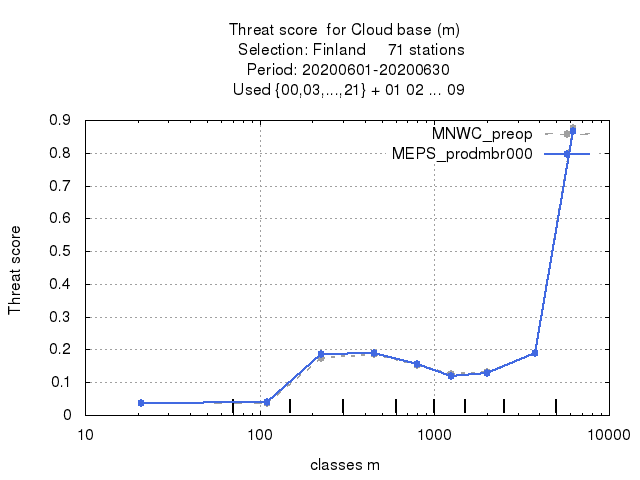 Threat score  for Cloud base (m)
Selection: Finland     71 stations
Period: 20200601-20200630
Used {00,03,...,21} + 01 02 ... 09
MNWC_preop
MEPS_prodmbr000
Threat score
0.9
0.8
0.7
0.6
0.5
0.4
0.3
0.2
0.1
0
10 100 1000 10000
classes m